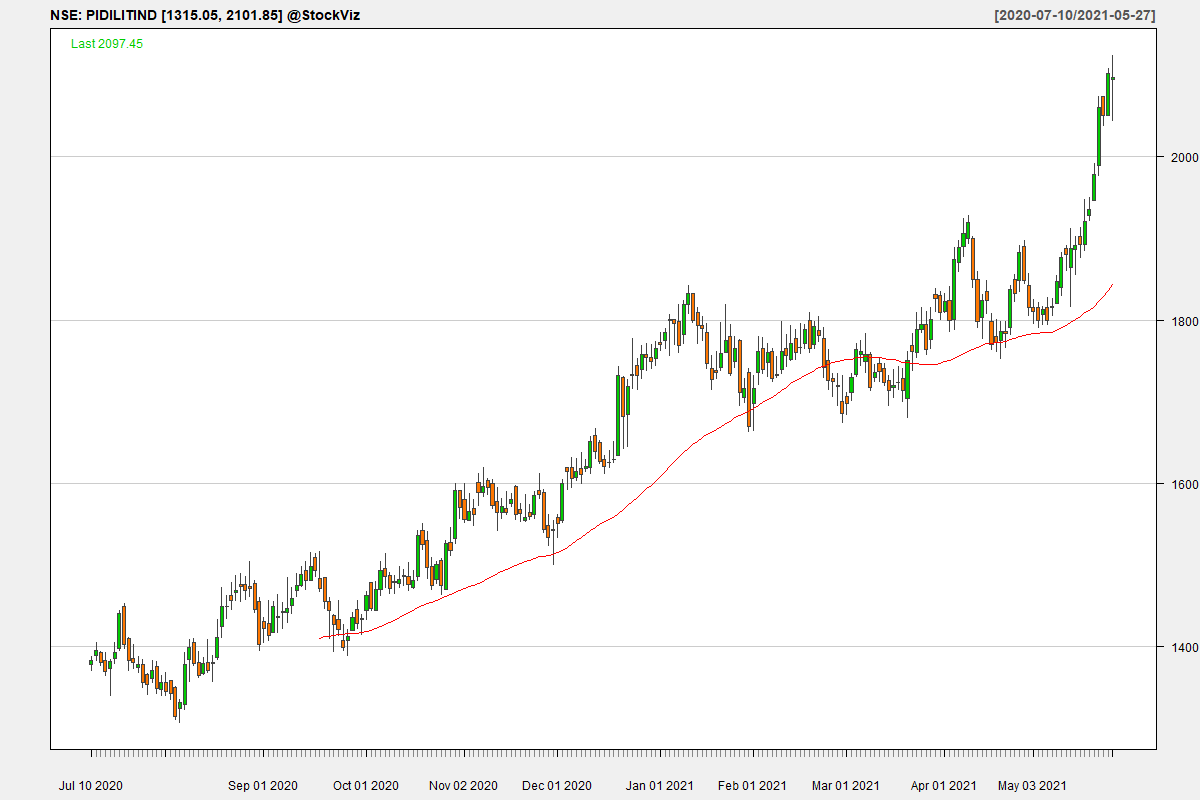 NSE: PIDILITIND [1315.05, 2101.85] @StockViz [2020-07-10/2021-05-27]
Last 2097.45
2000
1800
1600
1400
Jul 10 2020 Sep 01 2020 Oct 01 2020 Nov 02 2020 Dec 01 2020 Jan 01 2021 Feb 01 2021 Mar 01 2021 Apr 01 2021 May 03 2021